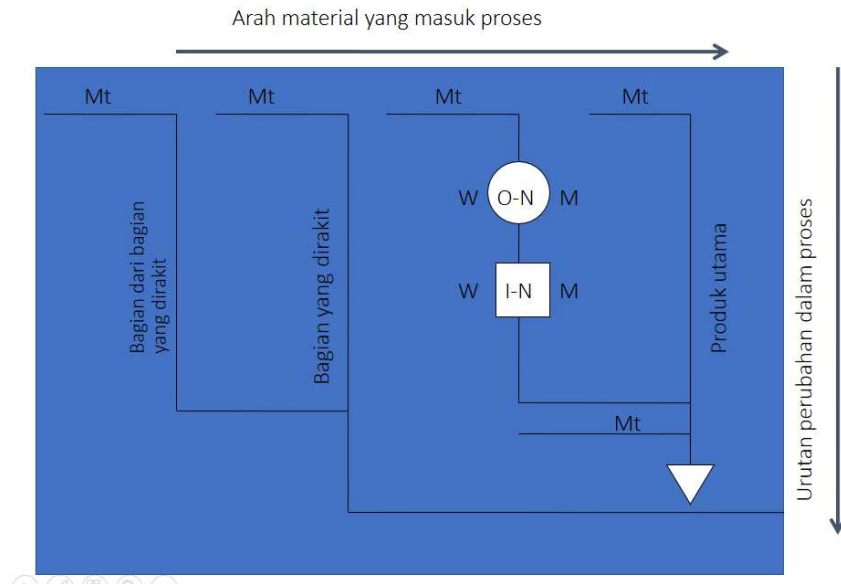 Arah material yang masuk proses
Mt
Mt
Mt
Mt
W
O-N
M
W
I-N
M
Bagian dari bagian
yang dirakit
Bagian yang dirakit
Produk utama
Mt
Urutan perubahan dalam proses